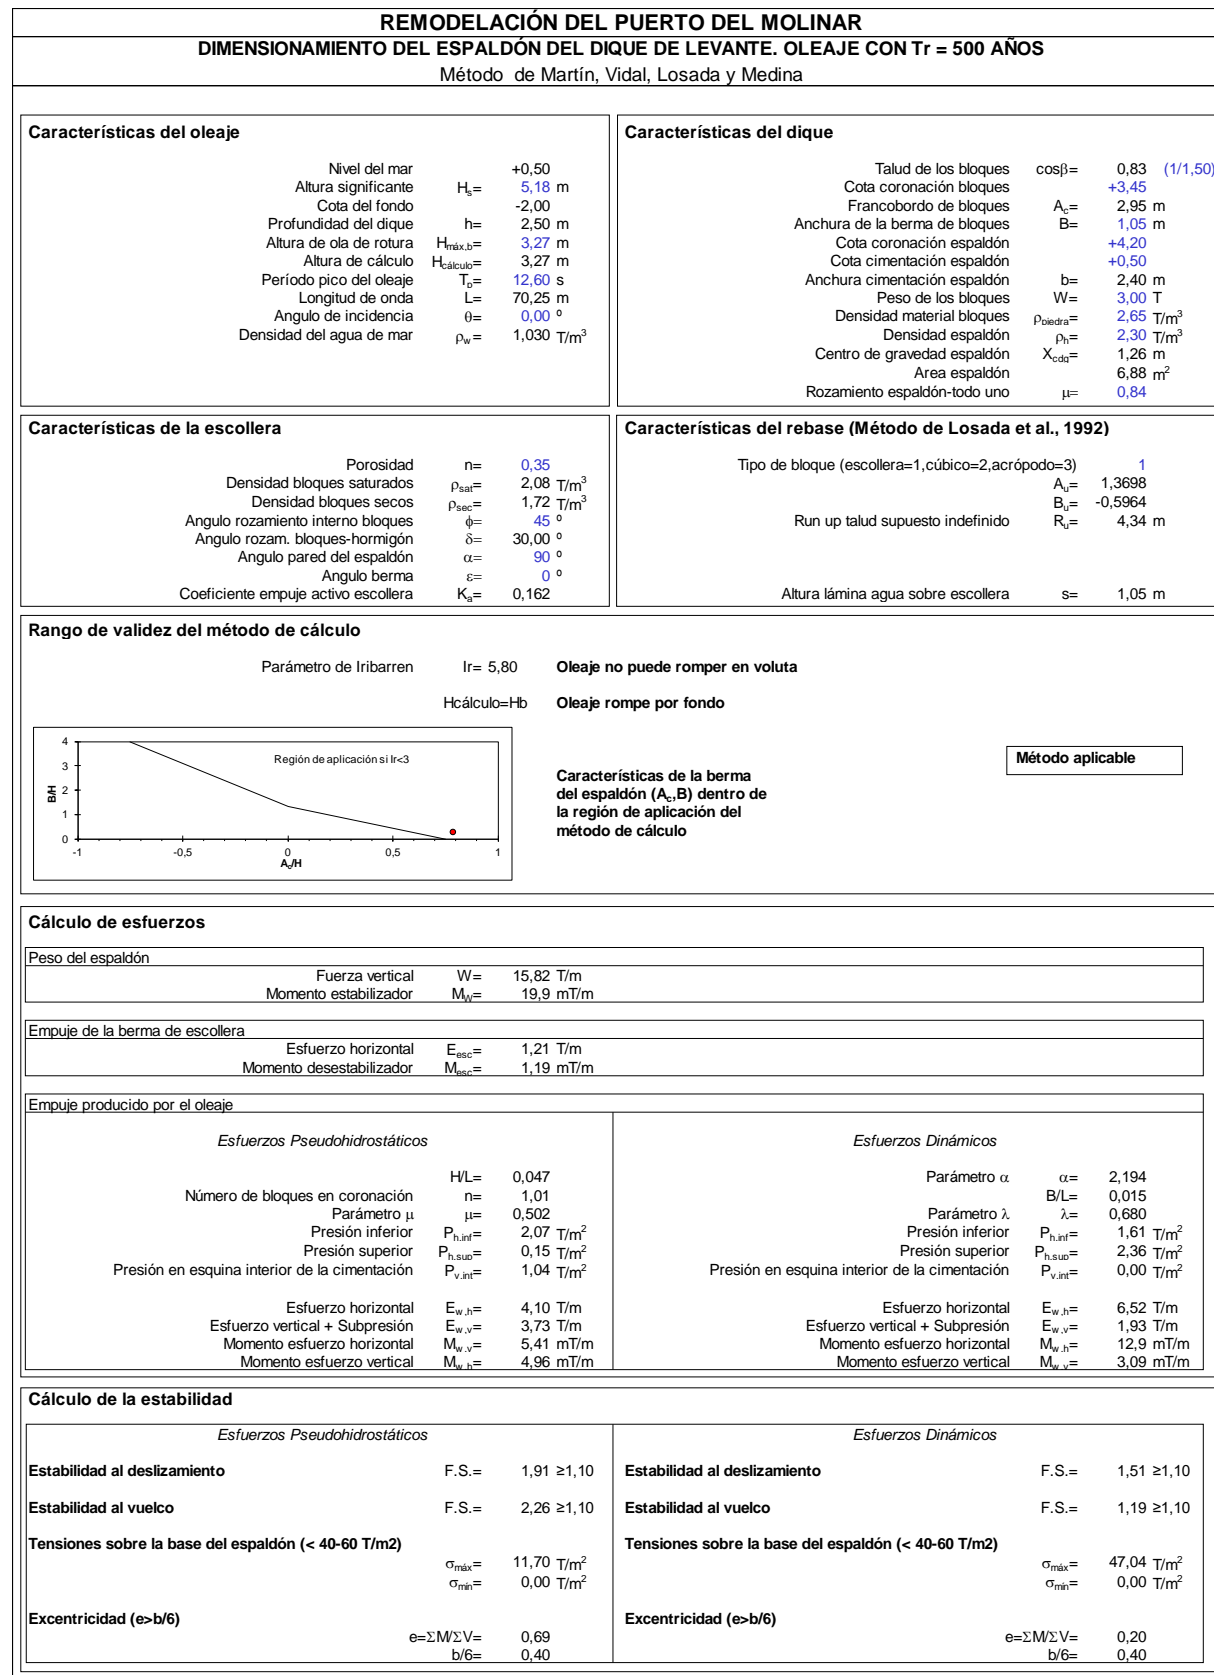 REMODELACIÓN DEL PUERTO DEL MOLINAR
DIMENSIONAMIENTO DEL ESPALDÓN DEL DIQUE DE LEVANTE. OLEAJE CON Tr = 500 AÑOS
Método de Martín, Vidal, Losada y Medina
Características del oleaje
Nivel del mar +0,50
Altura significante Hs= 5,18 m
Cota del fondo -2,00
Profundidad del dique h= 2,50 m
Altura de ola de rotura Hmáx,b= 3,27 m
Altura de cálculo Hcálculo= 3,27 m
Período pico del oleaje Tp= 12,60 s
Longitud de onda L= 70,25 m
Angulo de incidencia θ= 0,00 º
Densidad del agua de mar ρw= 1,030 T/m3
Características del dique
Talud de los bloques cosβ= 0,83 (1/1,50)
Cota coronación bloques +3,45
Francobordo de bloques Ac= 2,95 m
Anchura de la berma de bloques B= 1,05 m
Cota coronación espaldón +4,20
Cota cimentación espaldón +0,50
Anchura cimentación espaldón b= 2,40 m
Peso de los bloques W= 3,00 T
Densidad material bloques ρpiedra= 2,65 T/m3
Densidad espaldón ρh= 2,30 T/m3
Centro de gravedad espaldón Xcdg= 1,26 m
Area espaldón 6,88 m2
Rozamiento espaldón-todo uno μ= 0,84
Características de la escollera
Porosidad n= 0,35
Densidad bloques saturados ρsat= 2,08 T/m3
Densidad bloques secos ρsec= 1,72 T/m3
Angulo rozamiento interno bloques ϕ= 45 º
Angulo rozam. bloques-hormigón δ= 30,00 º
Angulo pared del espaldón α= 90 º
Angulo berma ε= 0 º
Coeficiente empuje activo escollera Ka= 0,162
Características del rebase (Método de Losada et al., 1992)
Tipo de bloque (escollera=1,cúbico=2,acrópodo=3) 1
Au= 1,3698
Bu= -0,5964
Run up talud supuesto indefinido Ru= 4,34 m
Altura lámina agua sobre escollera s= 1,05 m
Rango de validez del método de cálculo
Parámetro de Iribarren Ir= 5,80 Oleaje no puede romper en voluta
Hcálculo=Hb Oleaje rompe por fondo
4
3
2
1
0
B/H
Región de aplicación si Ir<3
-1 -0,5 0 0,5 1
Ac/H
Características de la berma
del espaldón (Ac,B) dentro de
la región de aplicación del
método de cálculo
Método aplicable
Cálculo de esfuerzos
Peso del espaldón
Fuerza vertical W= 15,82 T/m
Momento estabilizador MW= 19,9 mT/m
Empuje de la berma de escollera
Esfuerzo horizontal Eesc= 1,21 T/m
Momento desestabilizador Mesc= 1,19 mT/m
Empuje producido por el oleaje
Esfuerzos Pseudohidrostáticos
H/L= 0,047
Número de bloques en coronación n= 1,01
Parámetro μ μ= 0,502
Presión inferior Ph.inf= 2,07 T/m2
Presión superior Ph.sup= 0,15 T/m2
Presión en esquina interior de la cimentación Pv.int= 1,04 T/m2
Esfuerzo horizontal Ew.h= 4,10 T/m
Esfuerzo vertical + Subpresión Ew.v= 3,73 T/m
Momento esfuerzo horizontal Mw.v= 5,41 mT/m
Momento esfuerzo vertical Mw.h= 4,96 mT/m
Esfuerzos Dinámicos
Parámetro α α= 2,194
B/L= 0,015
Parámetro λ λ= 0,680
Presión inferior Ph.inf= 1,61 T/m2
Presión superior Ph.sup= 2,36 T/m2
Presión en esquina interior de la cimentación Pv.int= 0,00 T/m2
Esfuerzo horizontal Ew.h= 6,52 T/m
Esfuerzo vertical + Subpresión Ew.v= 1,93 T/m
Momento esfuerzo horizontal Mw.h= 12,9 mT/m
Momento esfuerzo vertical Mw.v= 3,09 mT/m
Cálculo de la estabilidad
Esfuerzos Pseudohidrostáticos
Estabilidad al deslizamiento F.S.= 1,91 ≥1,10
Estabilidad al vuelco F.S.= 2,26 ≥1,10
Tensiones sobre la base del espaldón (< 40-60 T/m2)
σmáx= 11,70 T/m2
σmín= 0,00 T/m2
Excentricidad (e>b/6)
e=ΣM/ΣV= 0,69
b/6= 0,40
Esfuerzos Dinámicos
Estabilidad al deslizamiento F.S.= 1,51 ≥1,10
Estabilidad al vuelco F.S.= 1,19 ≥1,10
Tensiones sobre la base del espaldón (< 40-60 T/m2)
σmáx= 47,04 T/m2
σmín= 0,00 T/m2
Excentricidad (e>b/6)
e=ΣM/ΣV= 0,20
b/6= 0,40